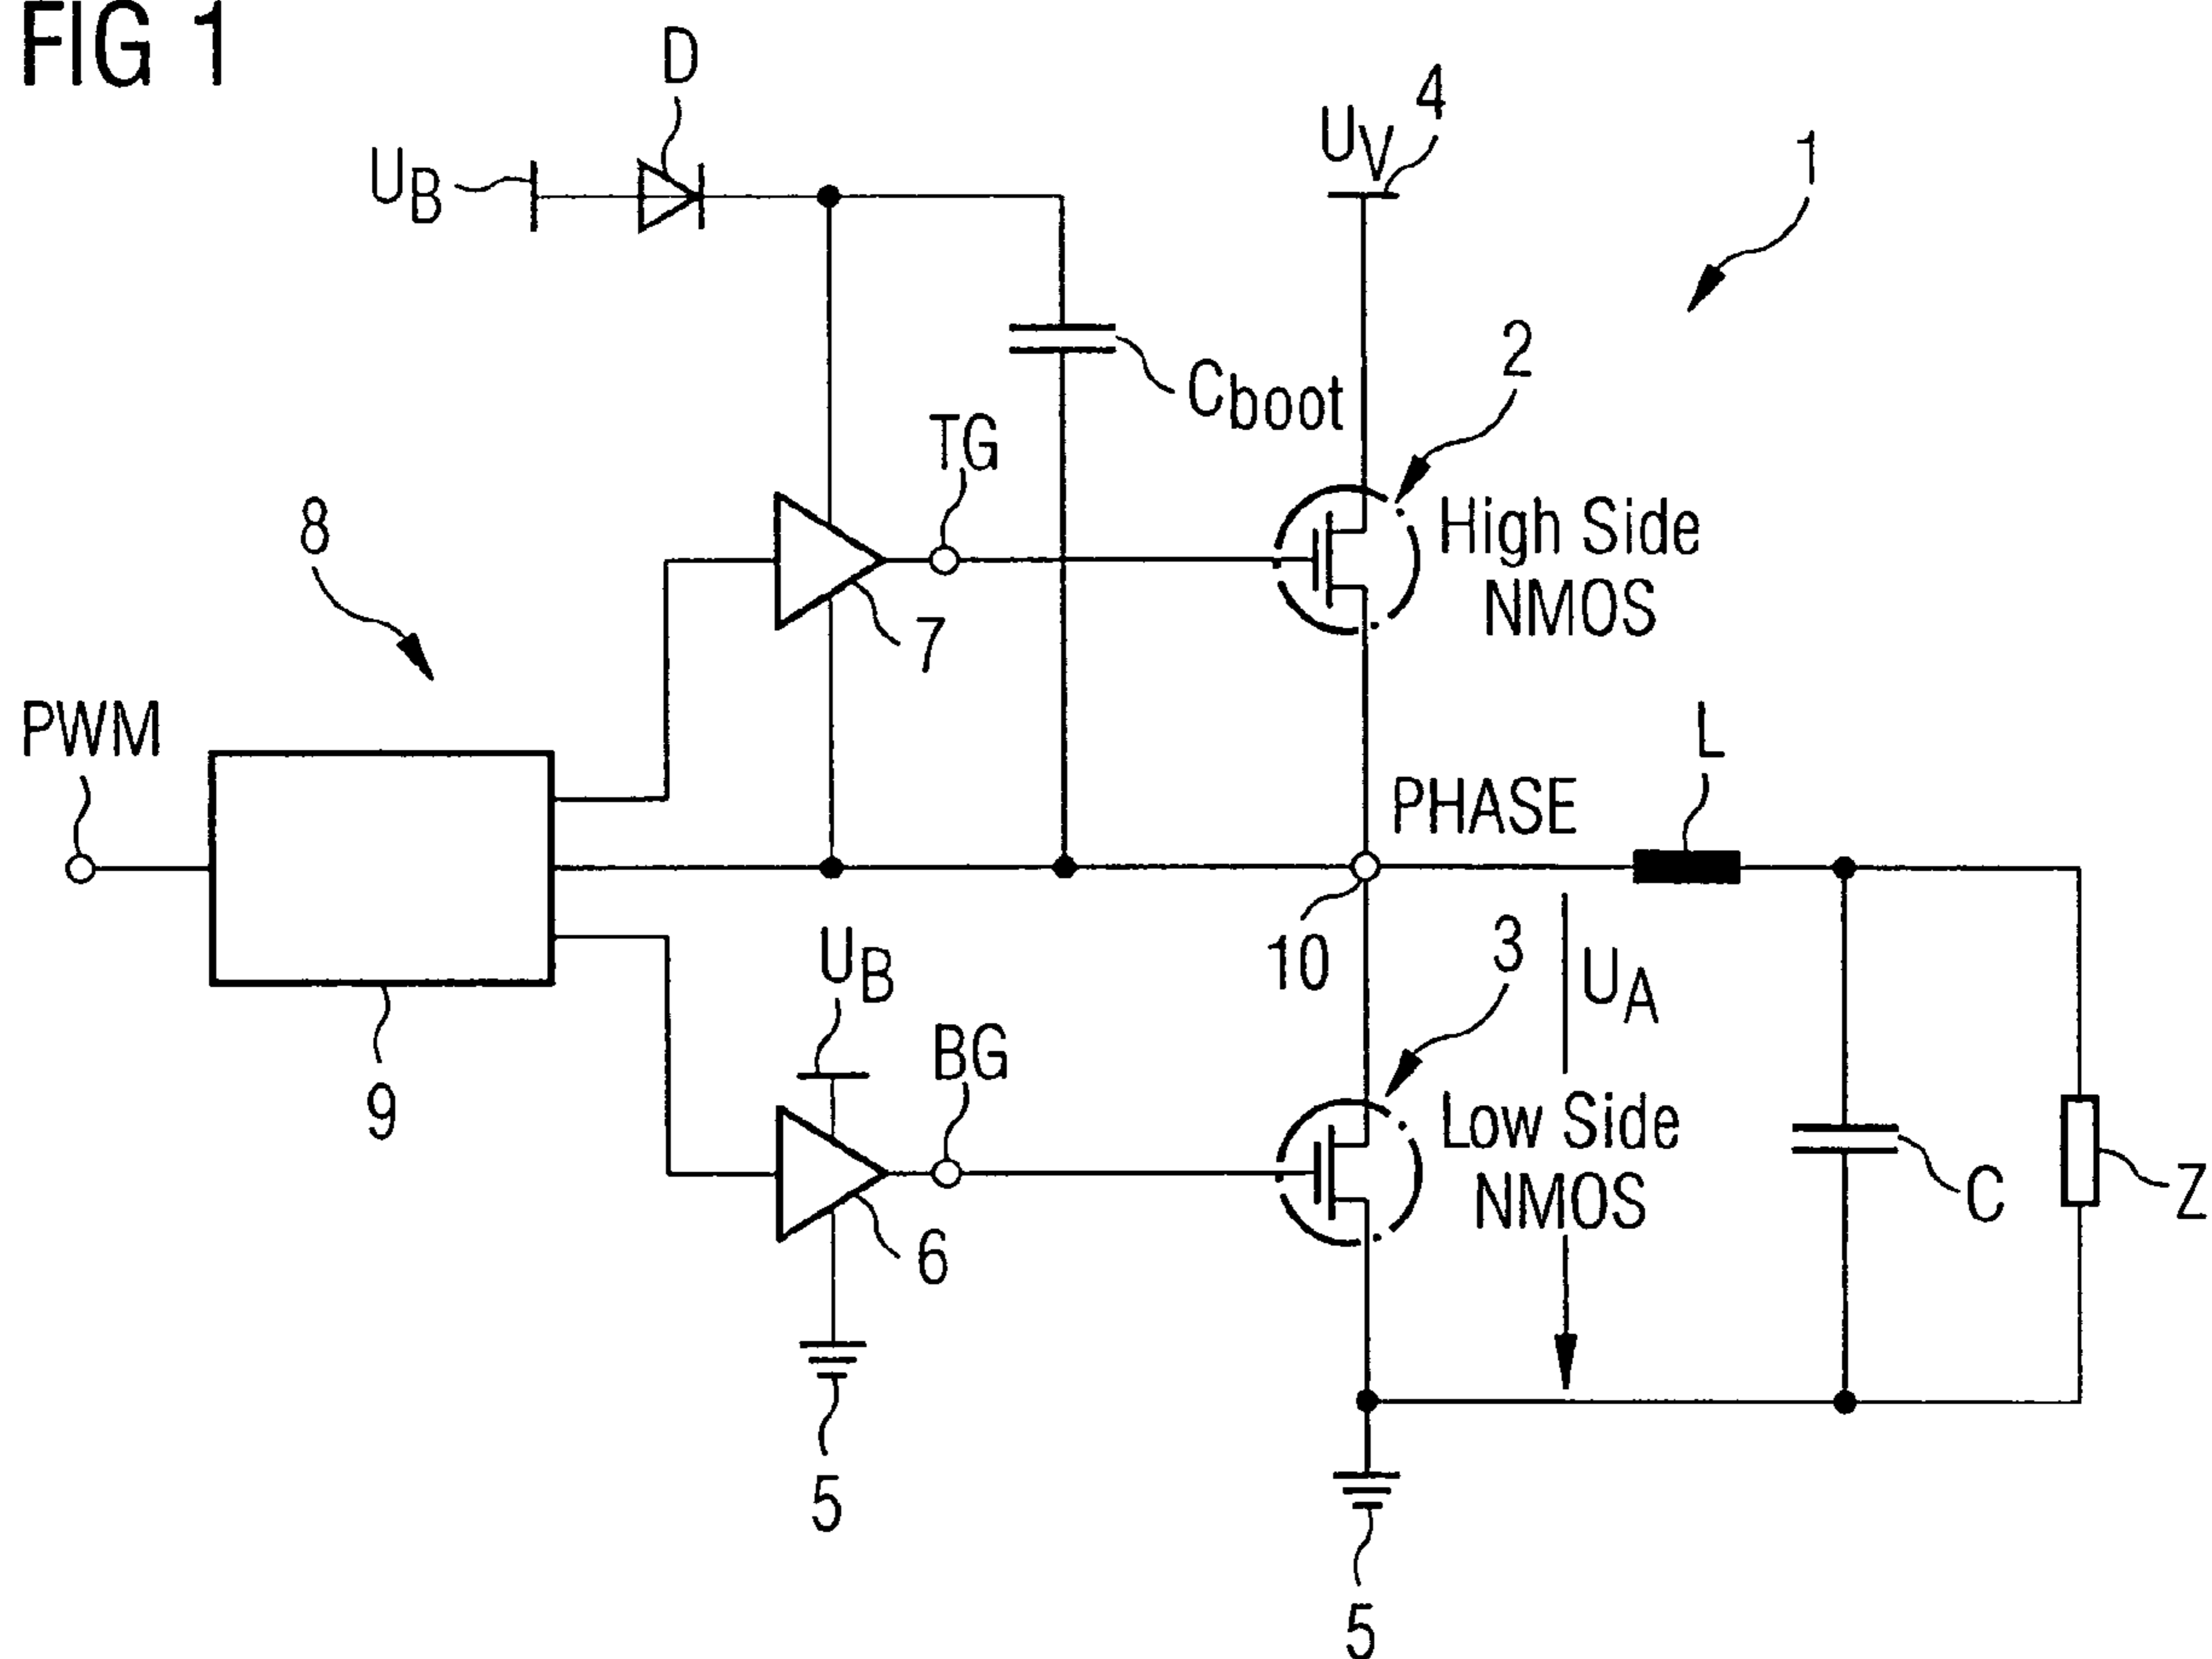 FIG 1
D
UB
UV
4
1
2
Cboot
TG
High Side
NMOS
8
7
PWM
L
PHASE
10
3
UA
UB
BG
9
Low Side
NMOS
C
Z
6
5
5